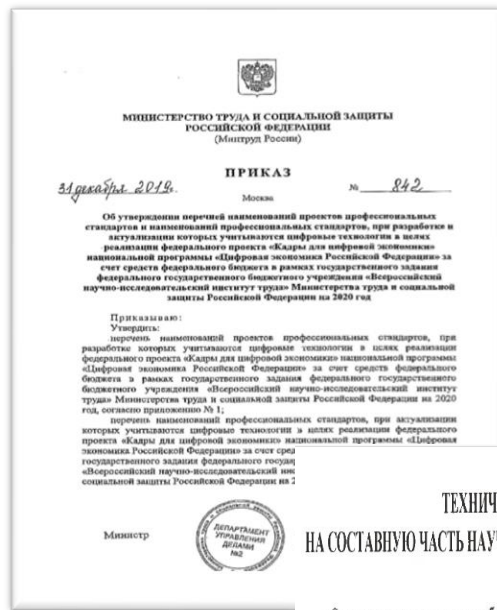 МИНИСТЕРСТВО ТРУДА И СОЦИАЛЬНОЙ ЗАЩИТЫ
РОССИЙСКОЙ ФЕДЕРАЦИИ
(Минтруд России)
ПРИКАЗ
31 декабря 2019г.
№ 842
Москва
Об утверждении перечней наименований проектов профессиональных
стандартов и наименований профессиональных стандартов, при разработке и
актуализации которых учитываются цифровые технологии в целях
реализации федерального проекта «Кадры для цифровой экономики»
национальной программы «Цифровая экономика Российской Федерации» за
счет средств федерального бюджета в рамках государственного задания
федерального государственного бюджетного учреждения «Всероссийский
научно-исследовательский институт труда» Министерства труда и социальной
защиты Российской Федерации на 2020 год
Приказываю:
Утвердить:
перечень наименований проектов профессиональных стандартов, при
разработке которых учитываются цифровые технологии в целях реализации
федерального проекта «Кадры для цифровой экономики» национальной программы
«Цифровая экономика Российской Федерации» за счет средств федерального
бюджета в рамках государственного задания федерального государственного
бюджетного учреждения «Всероссийский научно-исследовательский институт
труда» Министерства труда и социальной защиты Российской Федерации на 2020
год, согласно приложению № 1;
перечень наименований профессиональных стандартов, при актуализации
которых учитываются цифровые технологии в целях реализации федерального
проекта «Кадры для цифровой экономики» национальной программы «Цифровая
экономика Российской Федерации» за счет сред
государственного задания федерального государ
«Всероссийский научно-исследовательский инс
социальной защиты Российской Федерации на 2
Министр
ДЕПАРТАМЕНТ
УПРАВЛЕНИЯ
ДЕЛАМИ
№2
ТЕХНИЧ
НА СОСТАВНУЮ ЧАСТЬ НАУ